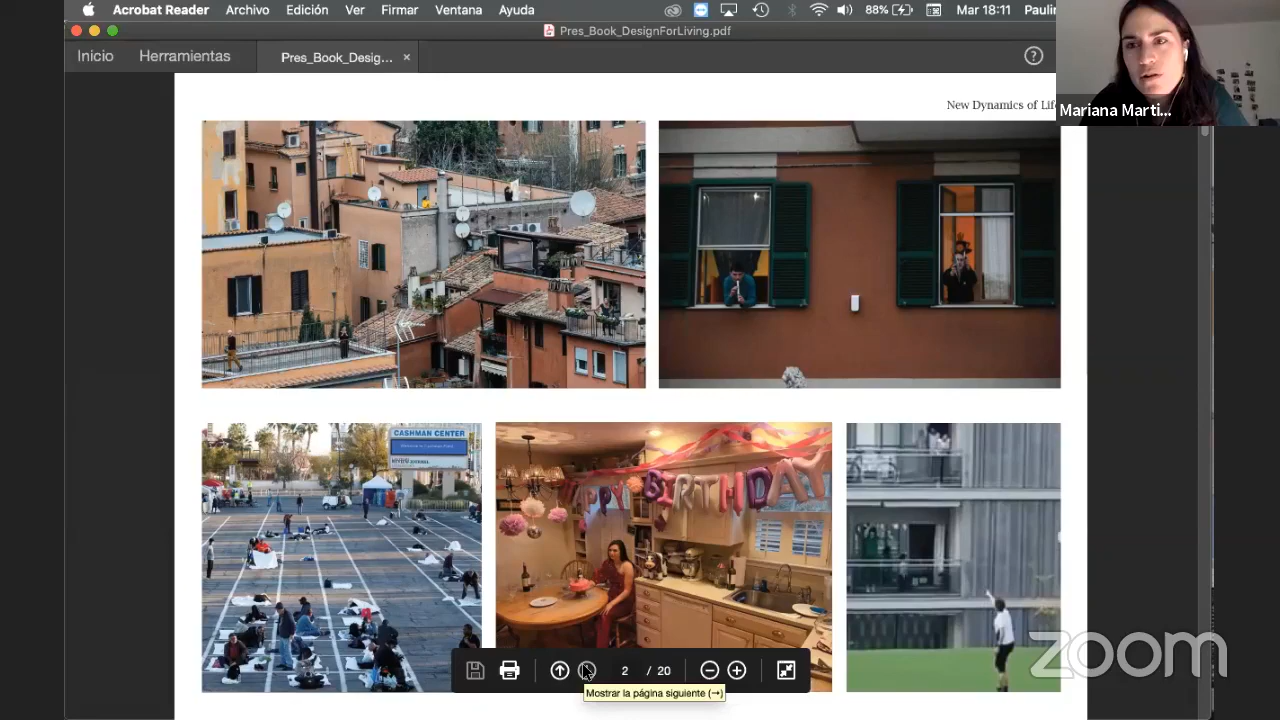 Acrobat Reader Archivo Edición Ver Firmar Ventana Ayuda 88% Mar 18:11 Paulin
Pres_Book_DesignForLiving.pdf
Inicio Herramientas Pres_Book_Desig... ×
Mariana Marti...
New Dynamics of Lif
CASHMAN CENTER
HAPPY BIRTHDAY
2 / 20
Mostrar la página siguiente (→)
zoom